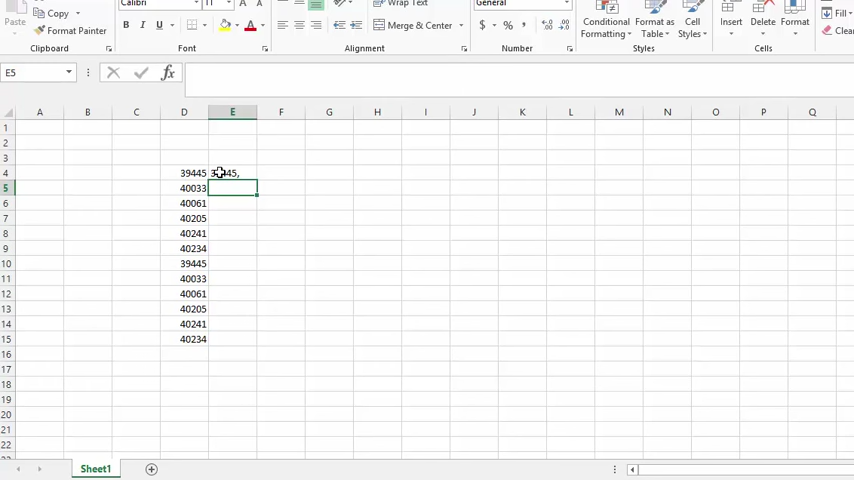 Paste
Copy
Format Painter
Clipboard
Calibri
11
A
A
B
I
U
A
Font
Wrap Text
Merge & Center
Alignment
General
$
%
Number
Conditional
Formatting
Format as
Table
Cell
Styles
Styles
Insert
Delete
Format
Cells
Fill
Clear
E5
fx
A B C D E F G H I J K L M N O P Q
1
2
3
4 39445
5 40033
6 40061
7 40205
8 40241
9 40234
10 39445
11 40033
12 40061
13 40205
14 40241
15 40234
16
17
18
19
20
21
22
Sheet1